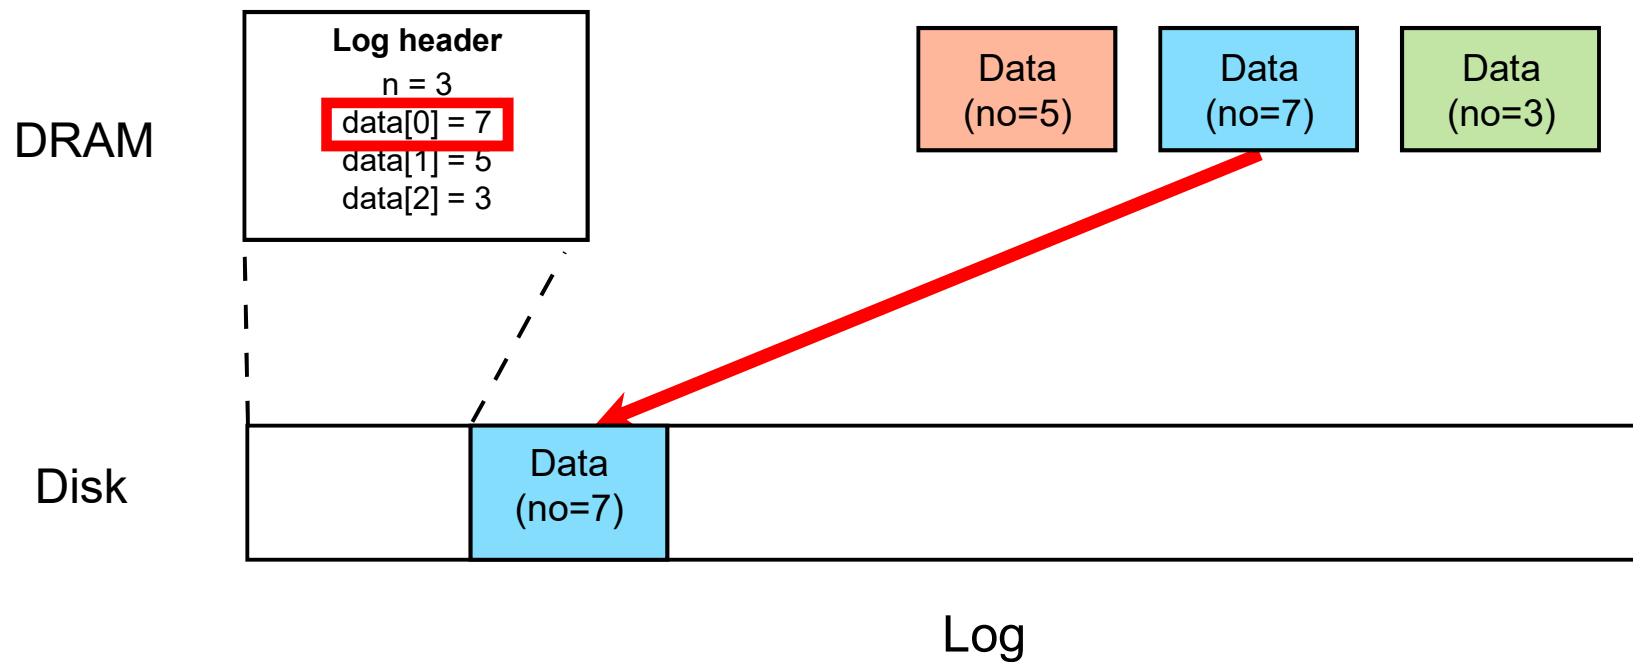 Log header
n = 3
data[0] = 7
data[1] = 5
data[2] = 3
DRAM
Data
(no=5)
Data
(no=7)
Data
(no=3)
Disk
Data
(no=7)
Log